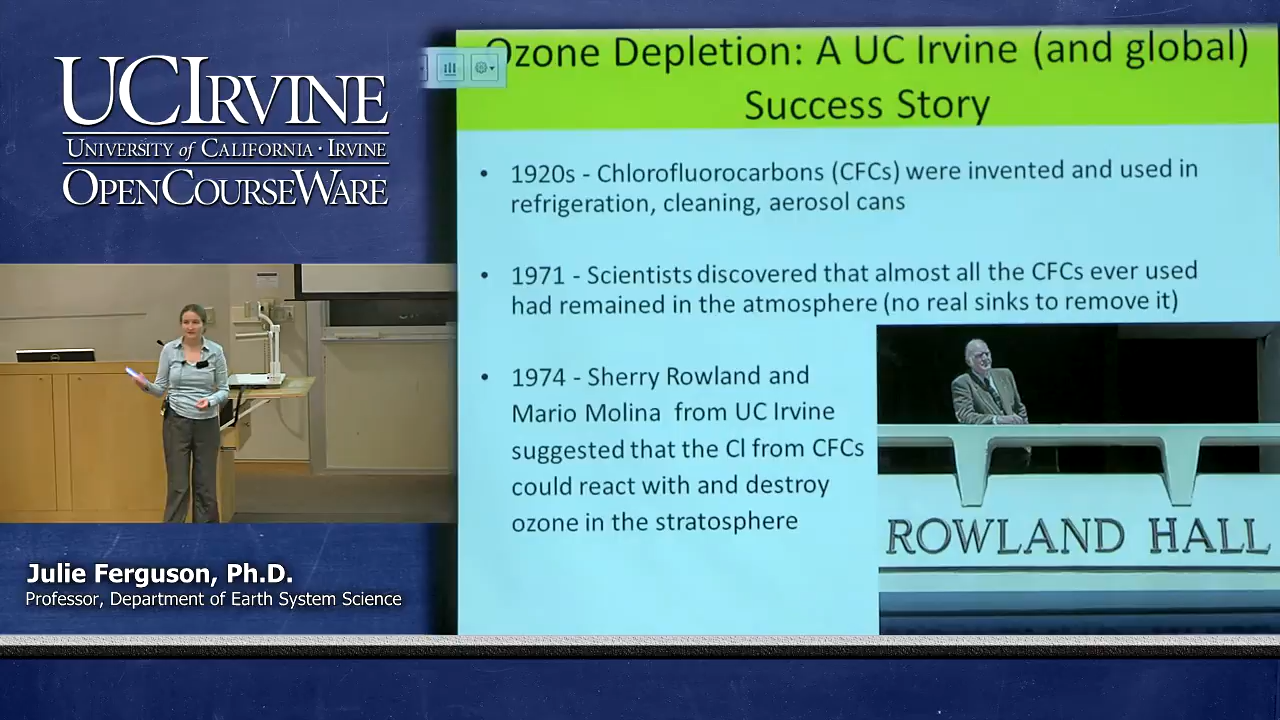 UCIRVINE
UNIVERSITY of CALIFORNIA · IRVINE
OPENCOURSEWARE
Julie Ferguson, Ph.D.
Professor, Department of Earth System Science
Ozone Depletion: A UC Irvine (and global)
Success Story
• 1920s - Chlorofluorocarbons (CFCs) were invented and used in
refrigeration, cleaning, aerosol cans
• 1971 - Scientists discovered that almost all the CFCs ever used
had remained in the atmosphere (no real sinks to remove it)
• 1974 - Sherry Rowland and
Mario Molina from UC Irvine
suggested that the Cl from CFCs
could react with and destroy
ozone in the stratosphere
ROWLAND HALL